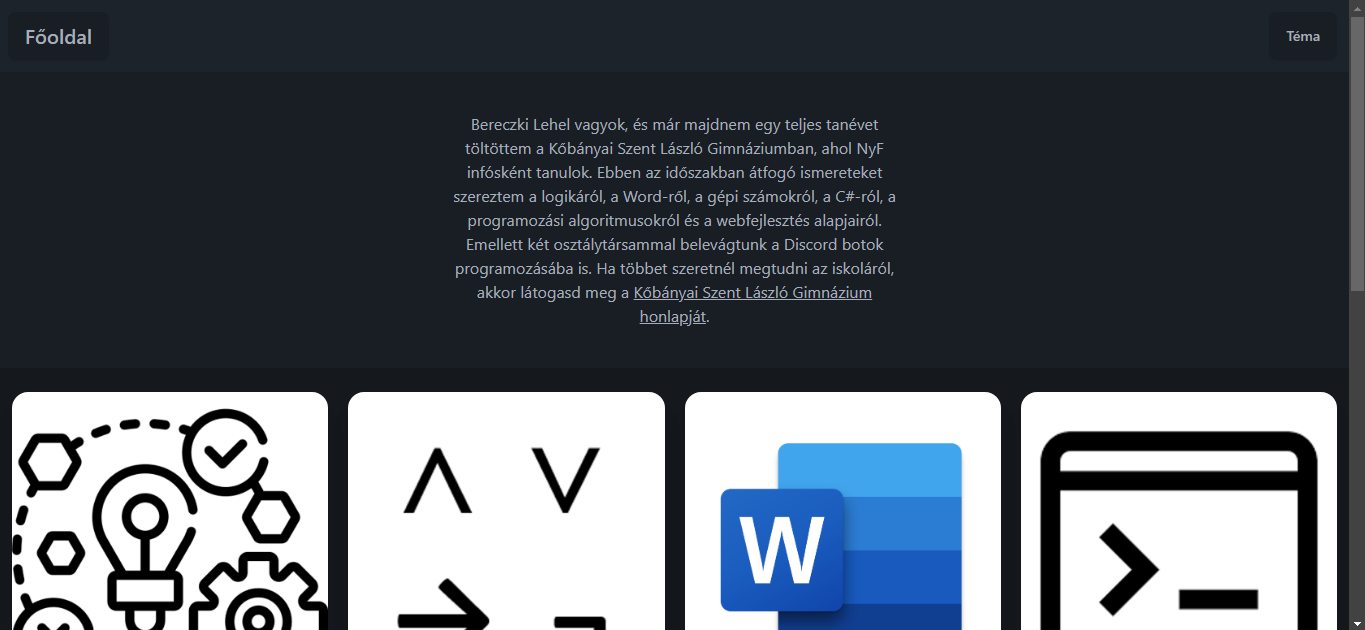 Főoldal
Téma
Bereczki Lehel vagyok, és már majdnem egy teljes tanévet
töltöttem a Kőbányai Szent László Gimnáziumban, ahol NyF
infósként tanulok. Ebben az időszakban átfogó ismereteket
szereztem a logikáról, a Word-ről, a gépi számokról, a C#-ról, a
programozási algoritmusokról és a webfejlesztés alapjairól.
Emellett két osztálytársammal belevágtunk a Discord botok
programozásába is. Ha többet szeretnél megtudni az iskoláról,
akkor látogasd meg a Kőbányai Szent László Gimnázium
honlapját.
W